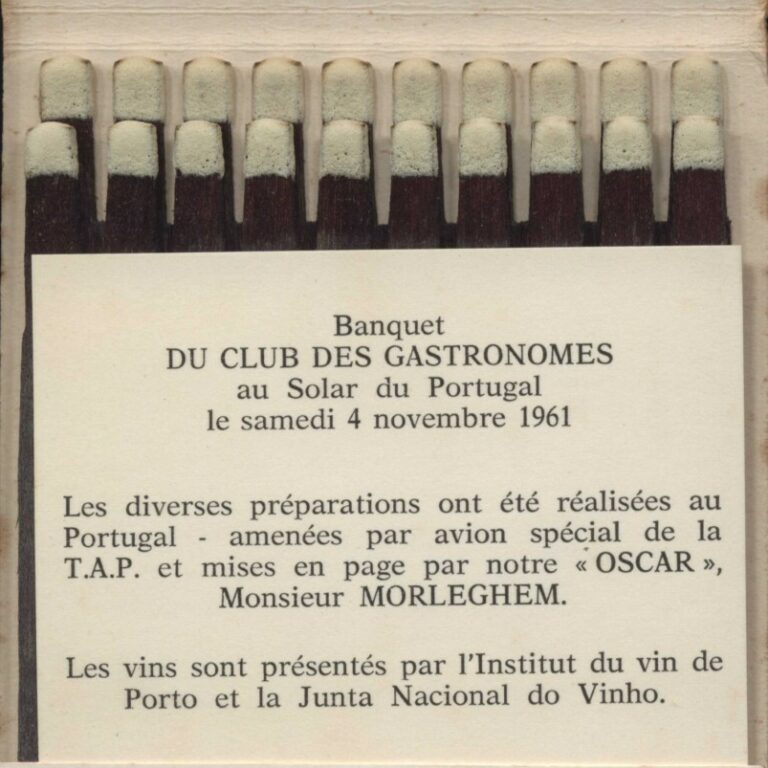 Banquet
DU CLUB DES GASTRONOMES
au Solar du Portugal
le samedi 4 novembre 1961
Les diverses préparations ont été réalisées au
Portugal - amenées par avion spécial de la
T.A.P. et mises en page par notre « OSCAR »,
Monsieur MORLEGHEM.
Les vins sont présentés par l'Institut du vin de
Porto et la Junta Nacional do Vinho.